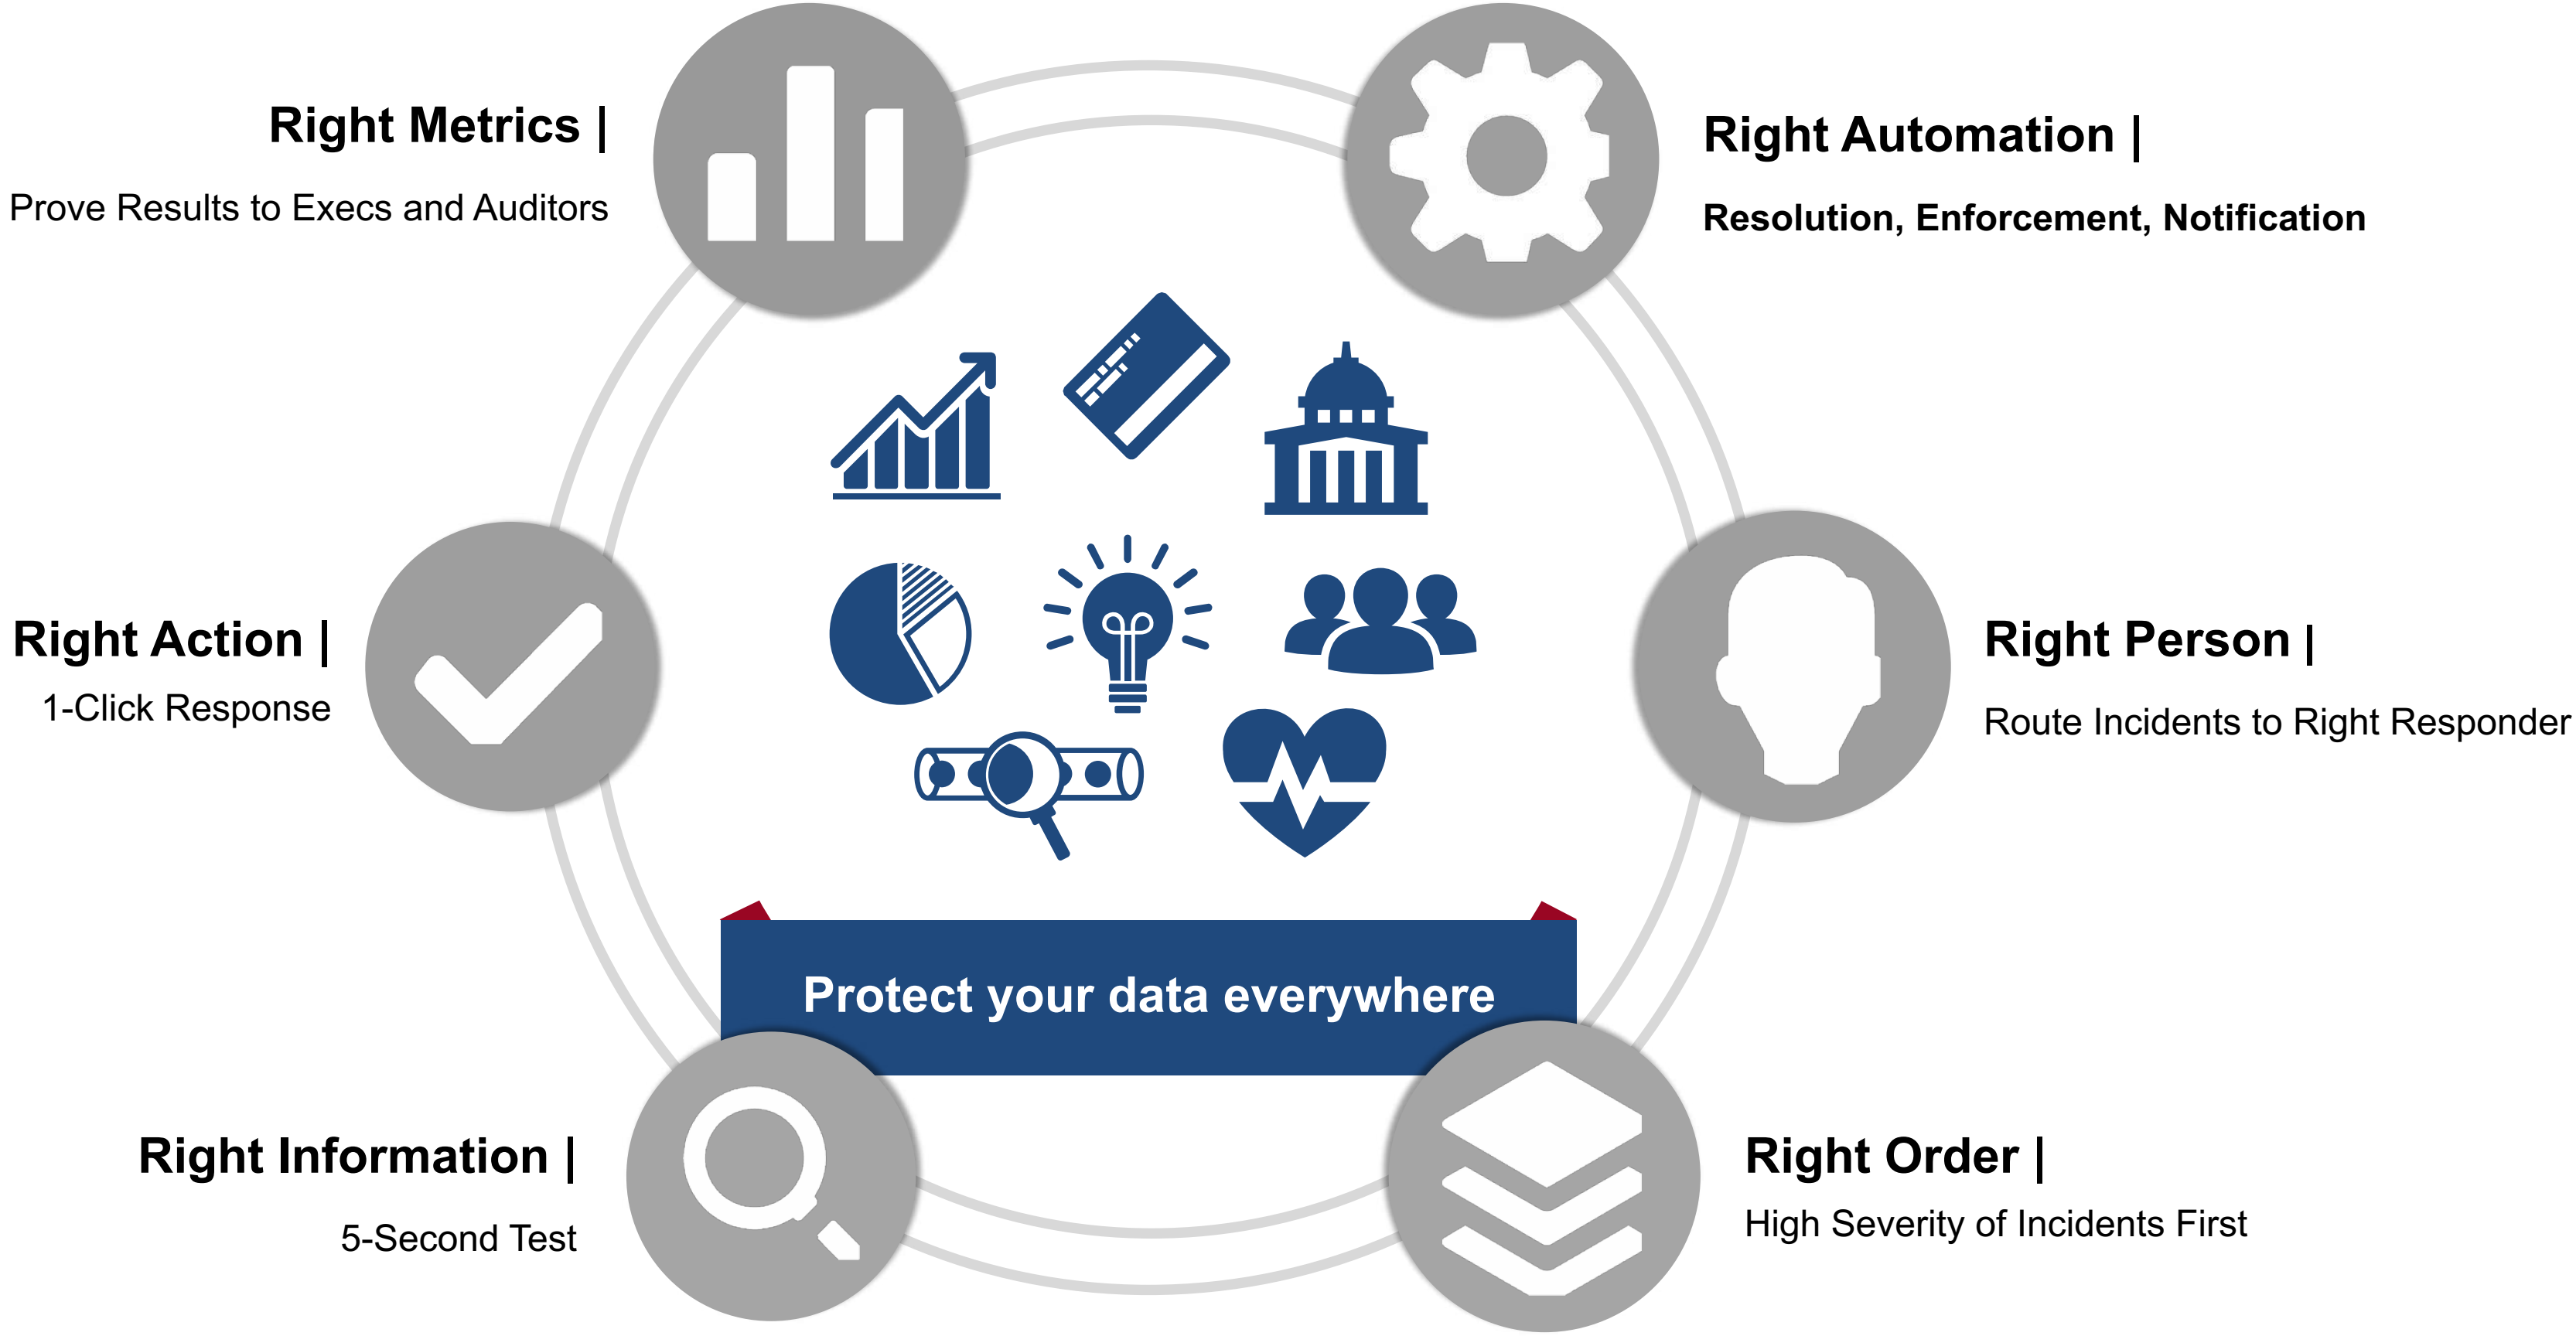 Right Metrics |
Prove Results to Execs and Auditors
Right Automation |
Resolution, Enforcement, Notification
Right Action |
1-Click Response
Right Person |
Route Incidents to Right Responder
Protect your data everywhere
Right Information |
5-Second Test
Right Order |
High Severity of Incidents First